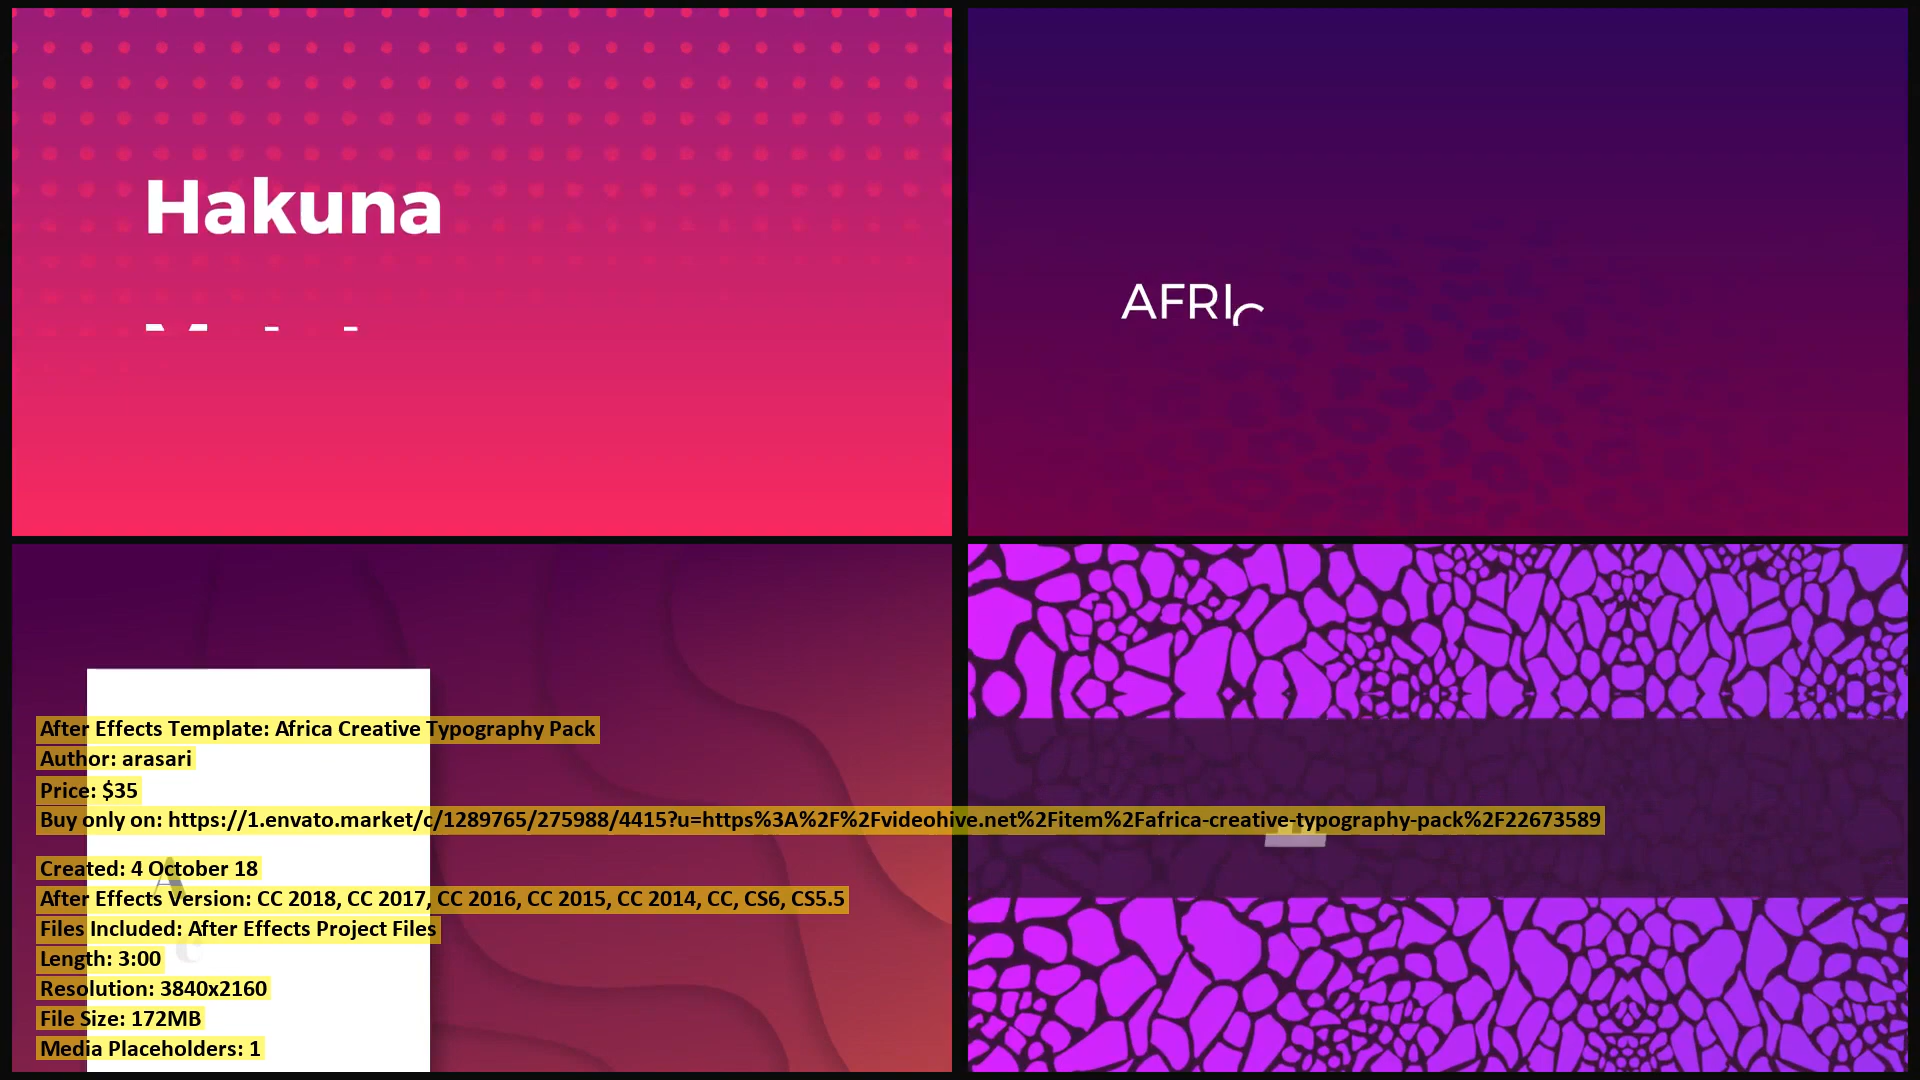 Hakuna
AFRIC
After Effects Template: Africa Creative Typography Pack
Author: arasari
Price: $35
Buy only on: https://1.envato.market/c/1289765/275988/4415?u=https%3A%2F%2Fvideohive.net%2Fitem%2Fafrica-creative-typography-pack%2F22673589
Created: 4 October 18
After Effects Version: CC 2018, CC 2017, CC 2016, CC 2015, CC 2014, CC, CS6, CS5.5
Files Included: After Effects Project Files
Length: 3:00
Resolution: 3840x2160
File Size: 172MB
Media Placeholders: 1